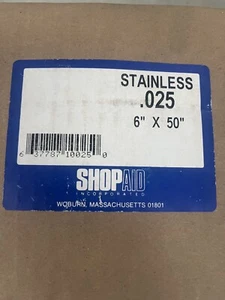 STAINLESS
.025
6" X 50"
6 37787 10025 0
SHOPAID
INCORPORATED
WOBURN, MASSACHUSETTS 01801